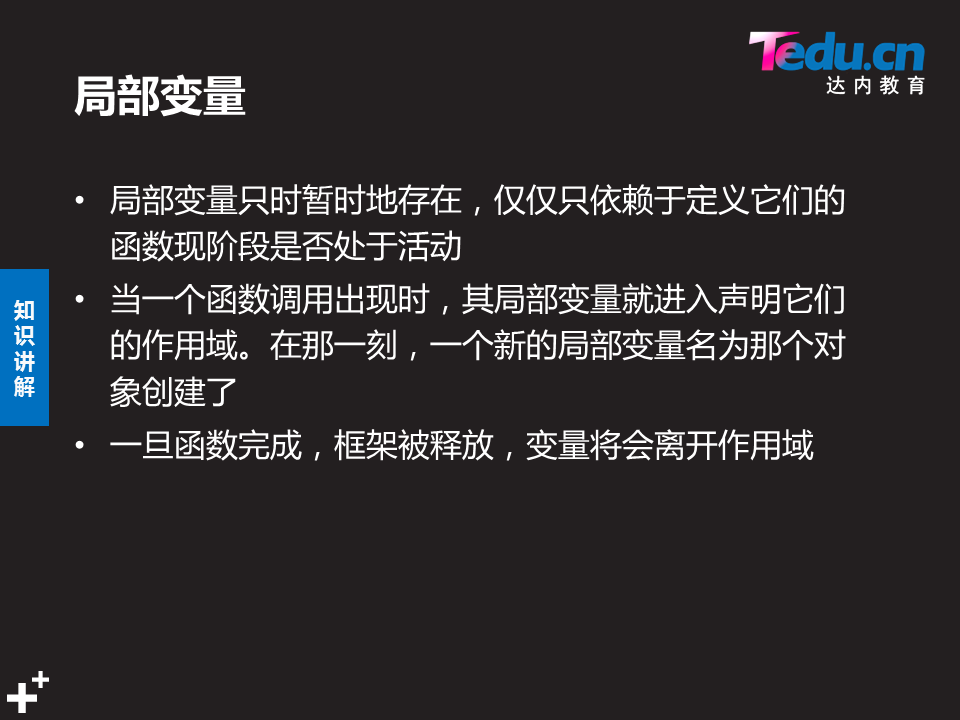 Tedu.cn
达内教育
局部变量
• 局部变量只时暂时地存在，仅仅只依赖于定义它们的
函数现阶段是否处于活动
• 当一个函数调用出现时，其局部变量就进入声明它们
的作用域。在那一刻，一个新的局部变量名为那个对
象创建了
• 一旦函数完成，框架被释放，变量将会离开作用域
知
识
讲
解